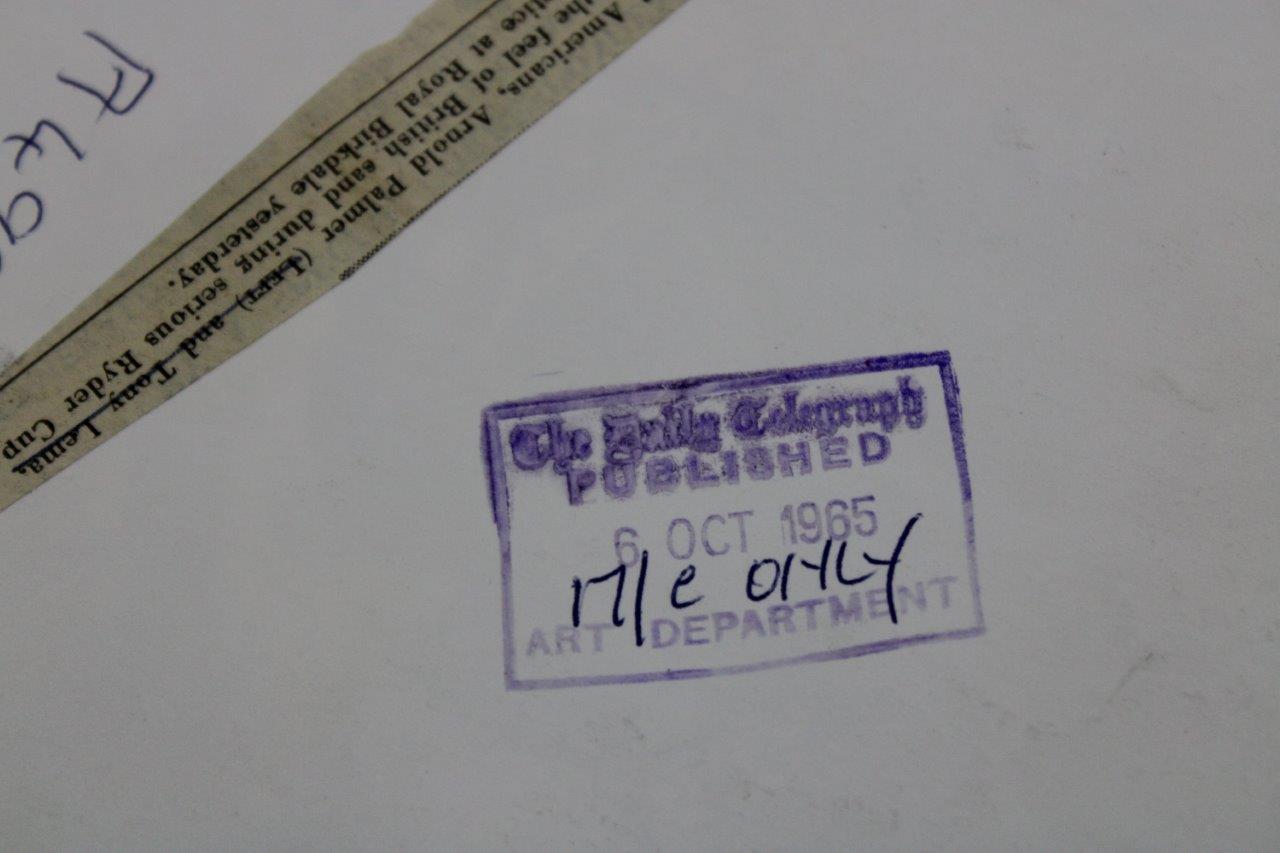 Americans, Arnold Palmer (LEFT) and Tony Lema,
the feel of British sand during serious Ryder Cup
at Royal Birkdale yesterday.
The Daily Telegraph
PUBLISHED
6 OCT 1965
M/e ONLY
ART DEPARTMENT